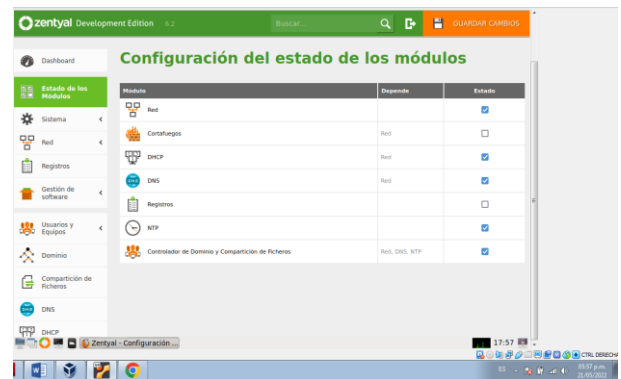 zentyal Development Edition 6.2
Buscar...
GUARDAR CAMBIOS
Dashboard
Estado de los Módulos
Sistema
Red
Registros
Gestión de software
Usuarios y Equipos
Dominio
Compartición de Ficheros
DNS
DHCP
Configuración del estado de los módulos
Módulo Depende Estado
Red
Cortafuegos Red
DHCP Red
DNS Red
Registros
NTP
Controlador de Dominio y Compartición de Ficheros Red, DNS, NTP
Zentyal - Configuración ...
17:57
CTRL DERECHA
ES
05:57 p.m.
21/05/2022